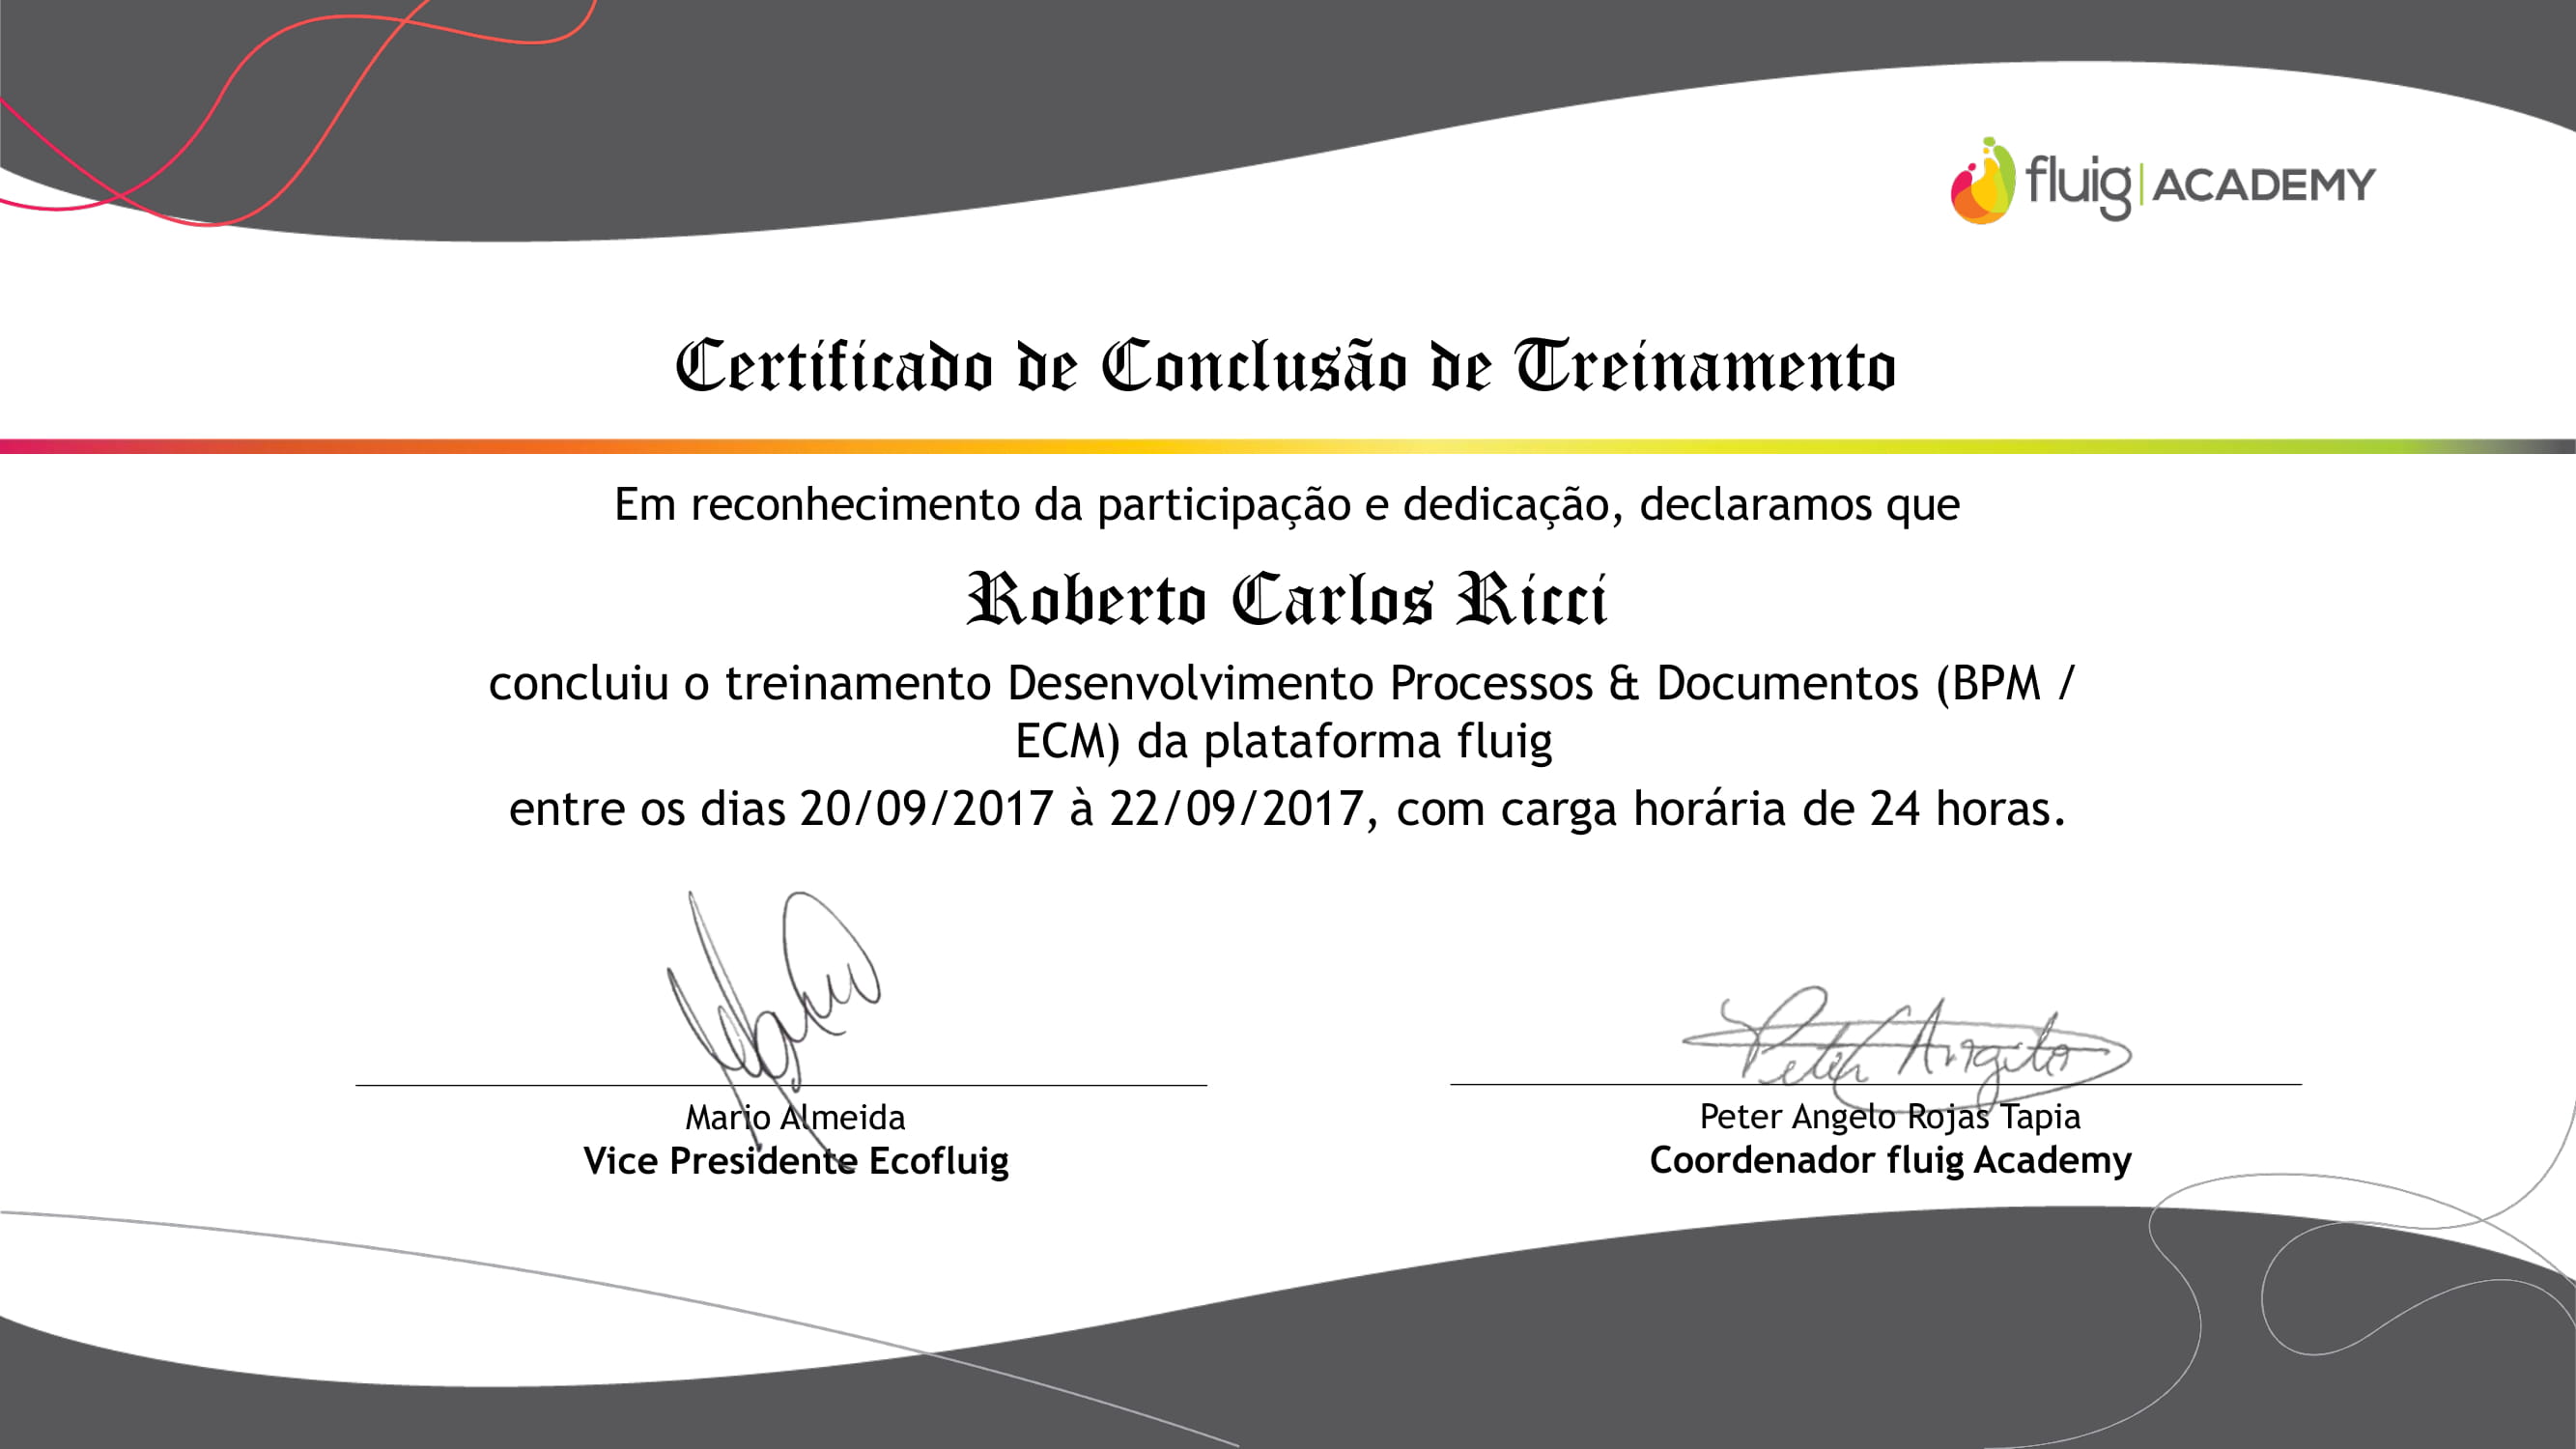 fluig | ACADEMY
Certificado de Conclusão de Treinamento
Em reconhecimento da participação e dedicação, declaramos que
Roberto Carlos Ricci
concluiu o treinamento Desenvolvimento Processos & Documentos (BPM /
ECM) da plataforma fluig
entre os dias 20/09/2017 à 22/09/2017, com carga horária de 24 horas.
Peter Angelo
Mario Almeida
Vice Presidente Ecofluig
Peter Angelo Rojas Tapia
Coordenador fluig Academy